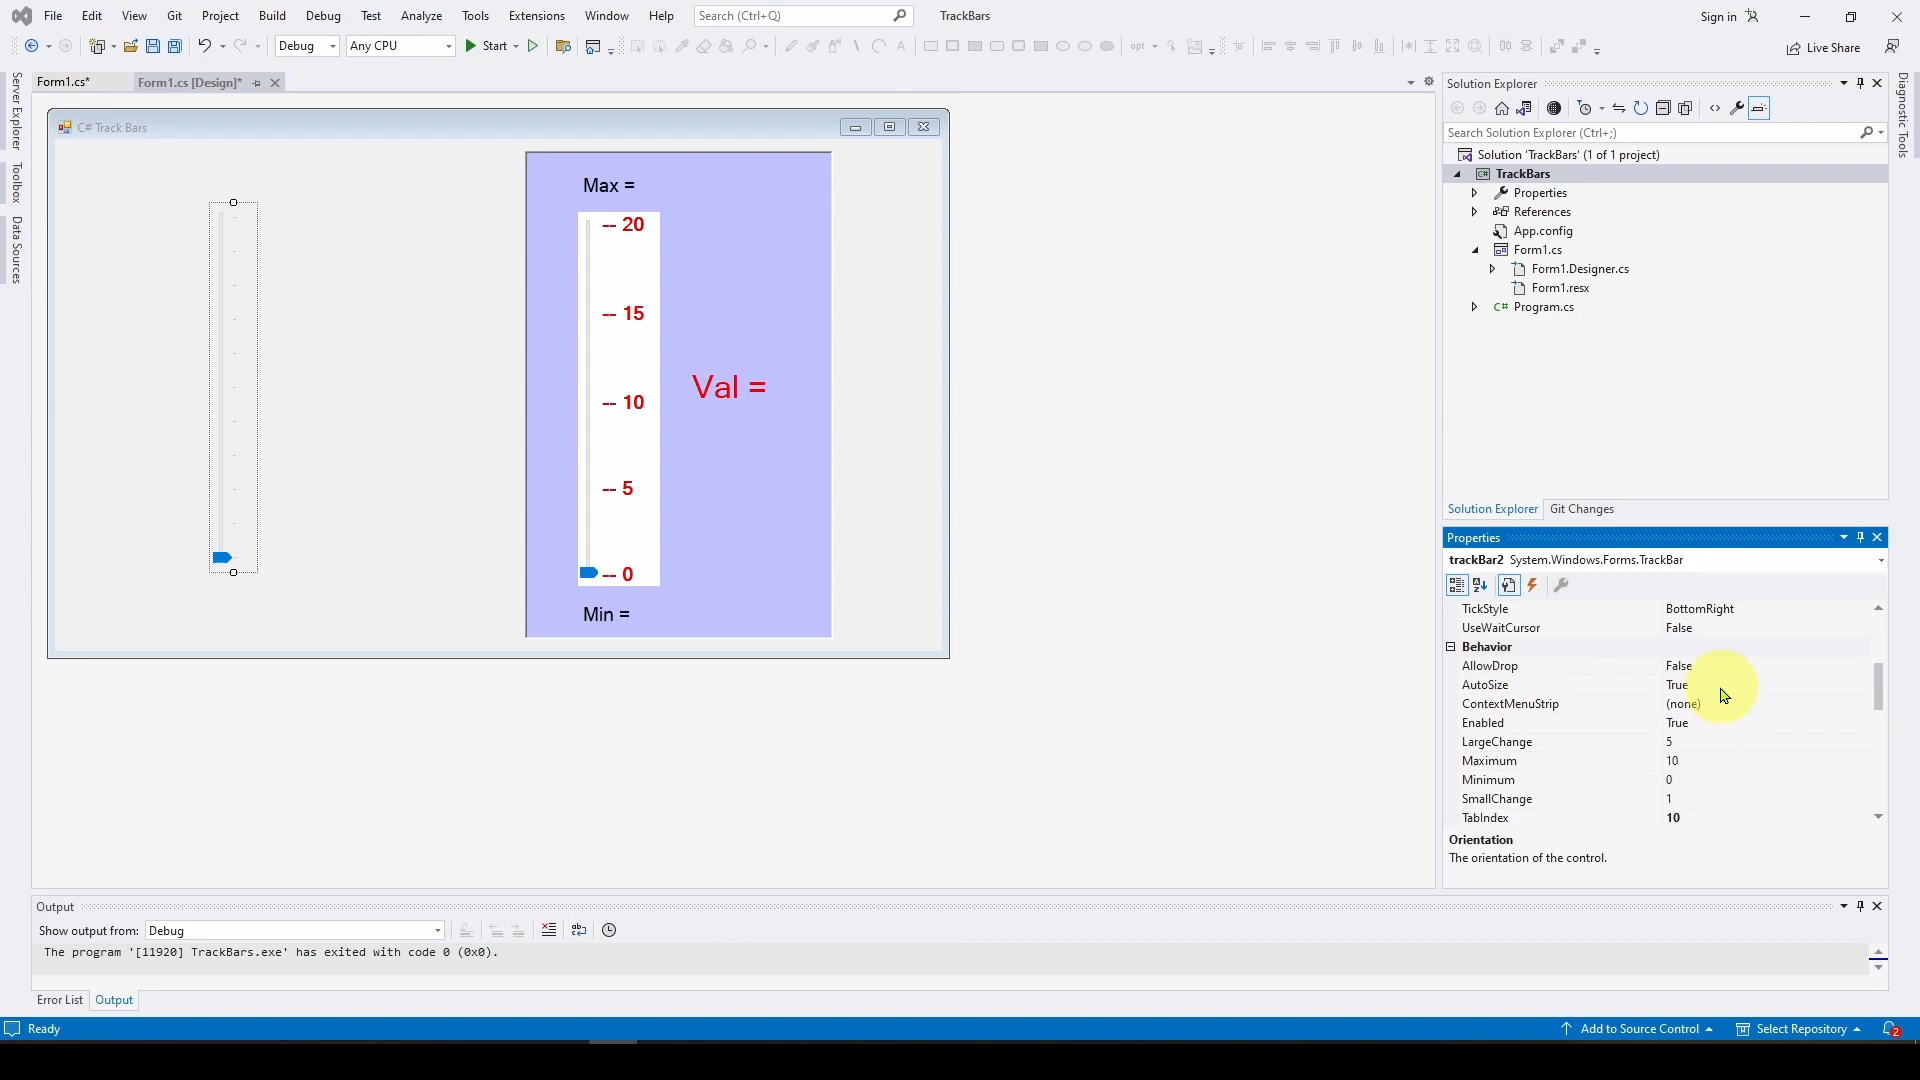 File Edit View Git Project Build Debug Test Analyze Tools Extensions Window Help Search (Ctrl+Q) TrackBars Sign in
Debug Any CPU Start opt Live Share
Form1.cs* Form1.cs [Design]*
Server Explorer
Toolbox
Data Sources
C# Track Bars
Max =
-- 20
-- 15
-- 10
-- 5
-- 0
Val =
Min =
Solution Explorer
Search Solution Explorer (Ctrl+;)
Solution 'TrackBars' (1 of 1 project)
C# TrackBars
Properties
References
App.config
Form1.cs
Form1.Designer.cs
Form1.resx
C# Program.cs
Solution Explorer Git Changes
Diagnostic Tools
Properties
trackBar2 System.Windows.Forms.TrackBar
TickStyle BottomRight
UseWaitCursor False
Behavior
AllowDrop False
AutoSize True
ContextMenuStrip (none)
Enabled True
LargeChange 5
Maximum 10
Minimum 0
SmallChange 1
TabIndex 10
Orientation
The orientation of the control.
Output
Show output from: Debug
The program '[11920] TrackBars.exe' has exited with code 0 (0x0).
Error List Output
Ready Add to Source Control Select Repository 2